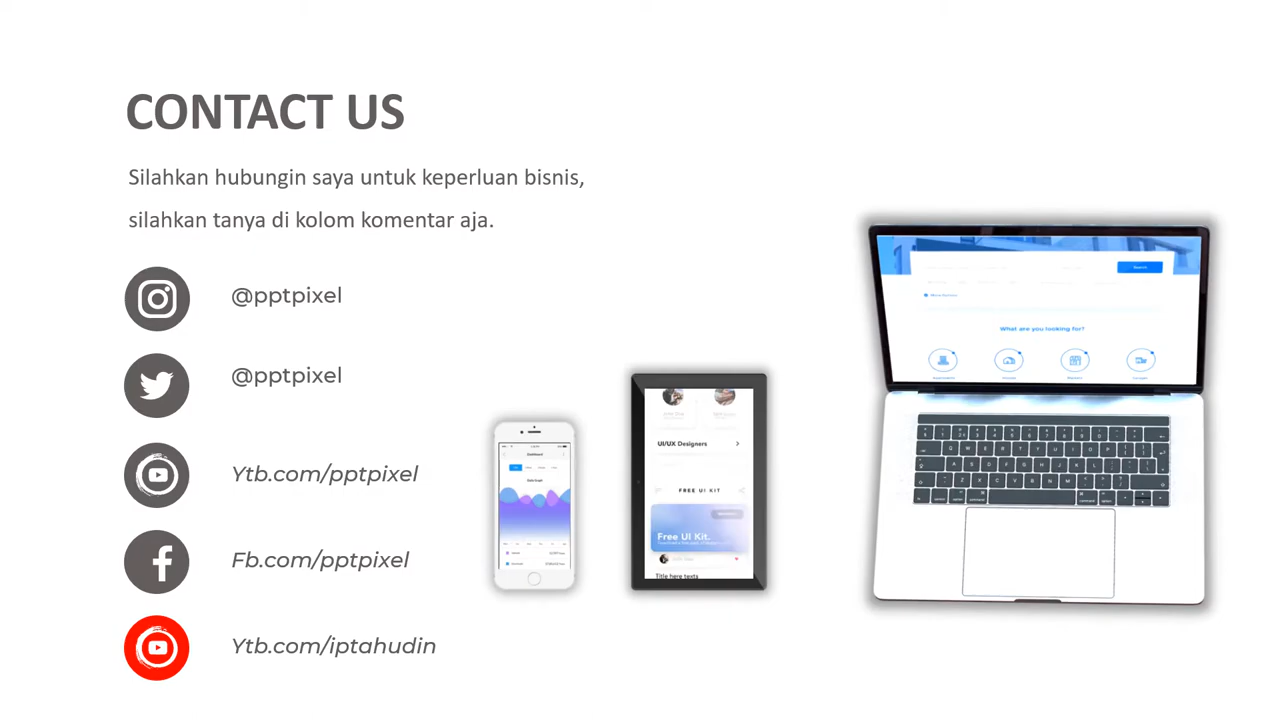 CONTACT US
Silahkan hubungin saya untuk keperluan bisnis,
silahkan tanya di kolom komentar aja.
@pptpixel
@pptpixel
Ytb.com/pptpixel
Fb.com/pptpixel
Ytb.com/iptahudin
Dashboard
UI/UX Designers
FREE UI KIT
Free UI Kit.
Title here texts
What are you looking for?